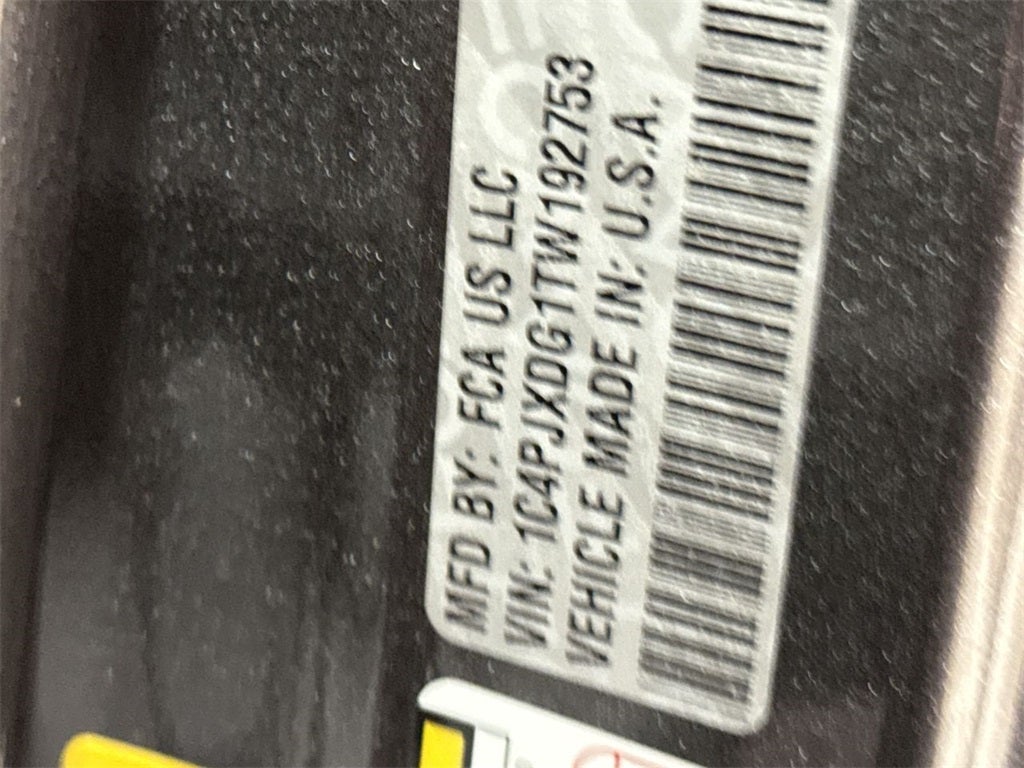 MFD BY: FCA US LLC
VIN: 1C4PJXDG1TW192753
VEHICLE MADE IN: U.S.A.